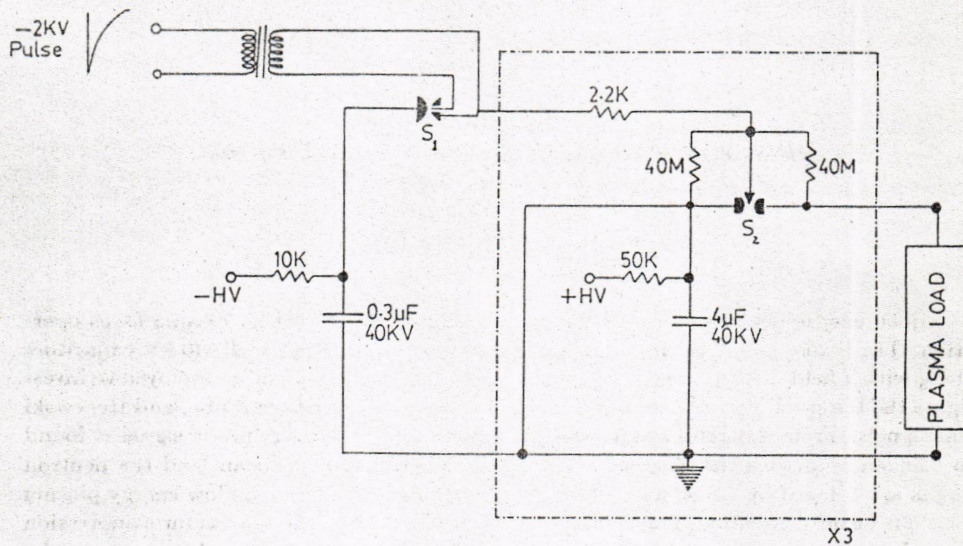 −2KV
Pulse
S1
2·2K
40M
40M
S2
10K
−HV
50K
+HV
0·3µF
40KV
4µF
40KV
PLASMA LOAD
X3